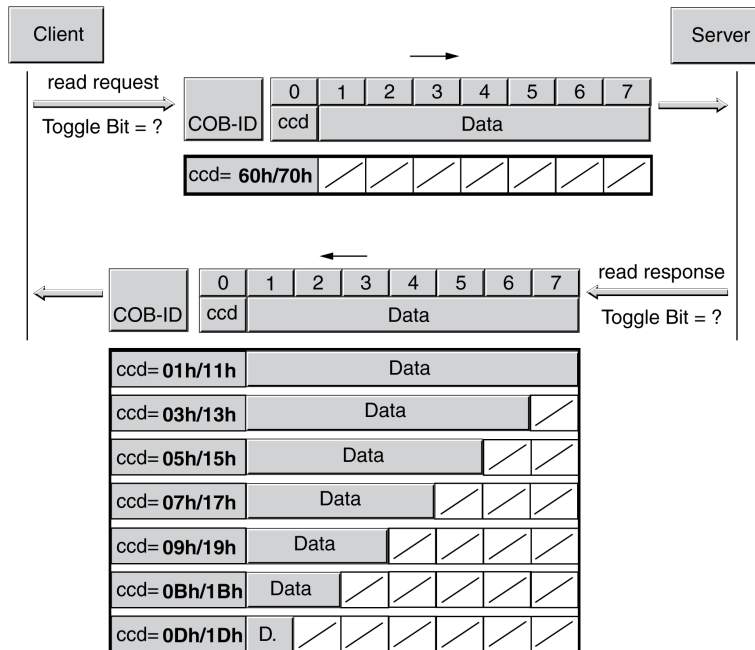 Client
Server
read request
Toggle Bit = ?
COB-ID
0 1 2 3 4 5 6 7
ccd Data
ccd= 60h/70h
read response
Toggle Bit = ?
COB-ID
0 1 2 3 4 5 6 7
ccd Data
ccd= 01h/11h Data
ccd= 03h/13h Data
ccd= 05h/15h Data
ccd= 07h/17h Data
ccd= 09h/19h Data
ccd= 0Bh/1Bh Data
ccd= 0Dh/1Dh D.